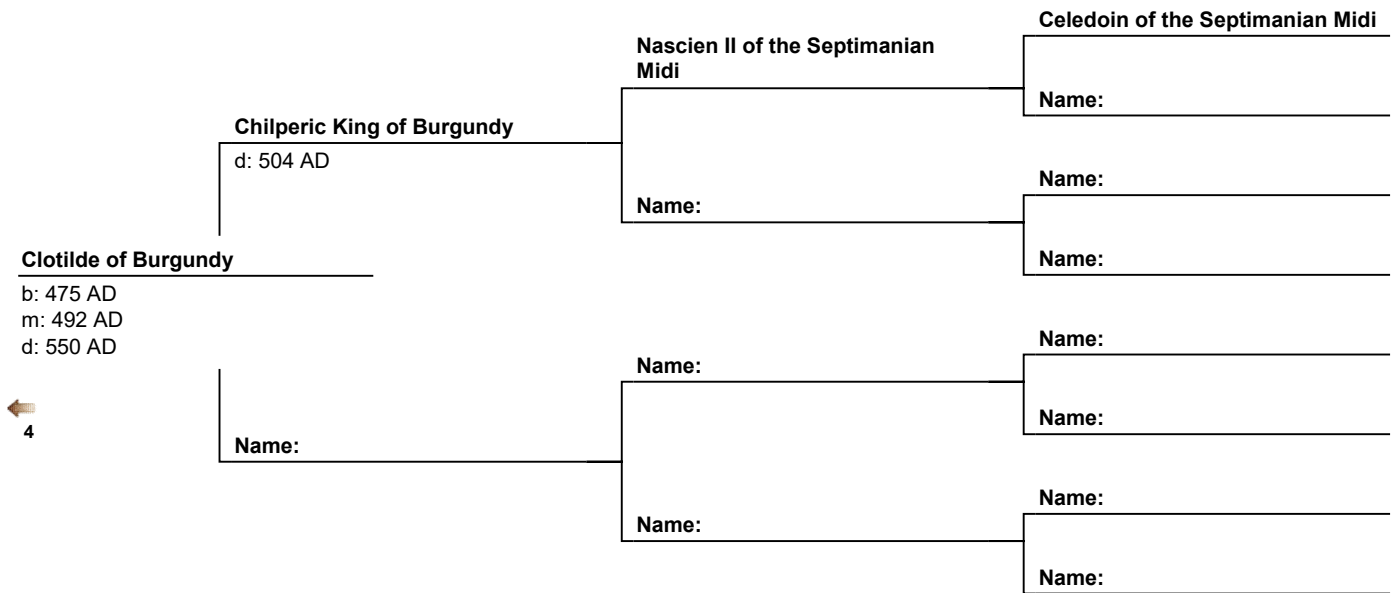 Celedoin of the Septimanian Midi
Nascien II of the Septimanian
Midi
Name:
Chilperic King of Burgundy
d: 504 AD
Name:
Name:
Name:
Clotilde of Burgundy
b: 475 AD
m: 492 AD
d: 550 AD
Name:
Name:
Name:
4
Name:
Name:
Name:
Name: